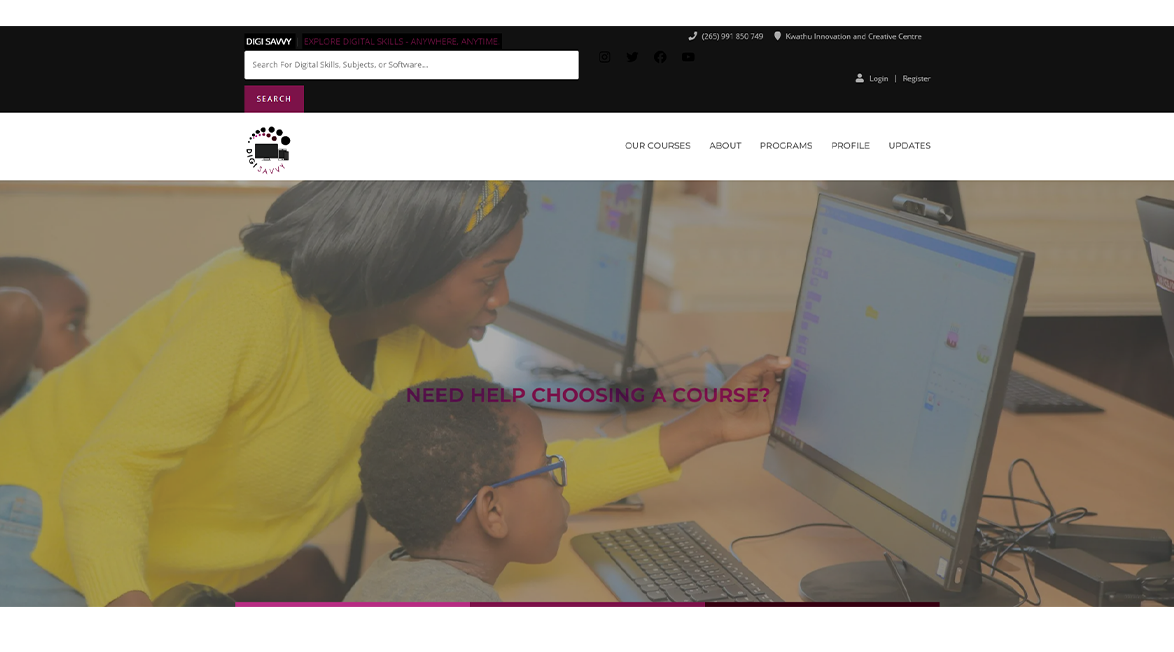 DIGI SAVVY EXPLORE DIGITAL SKILLS - ANYWHERE, ANYTIME.
(265) 991 850 749 Kwathu Innovation and Creative Centre
Search For Digital Skills, Subjects, or Software...
Login | Register
SEARCH
DIGI SAVVY
OUR COURSES ABOUT PROGRAMS PROFILE UPDATES
NEED HELP CHOOSING A COURSE?